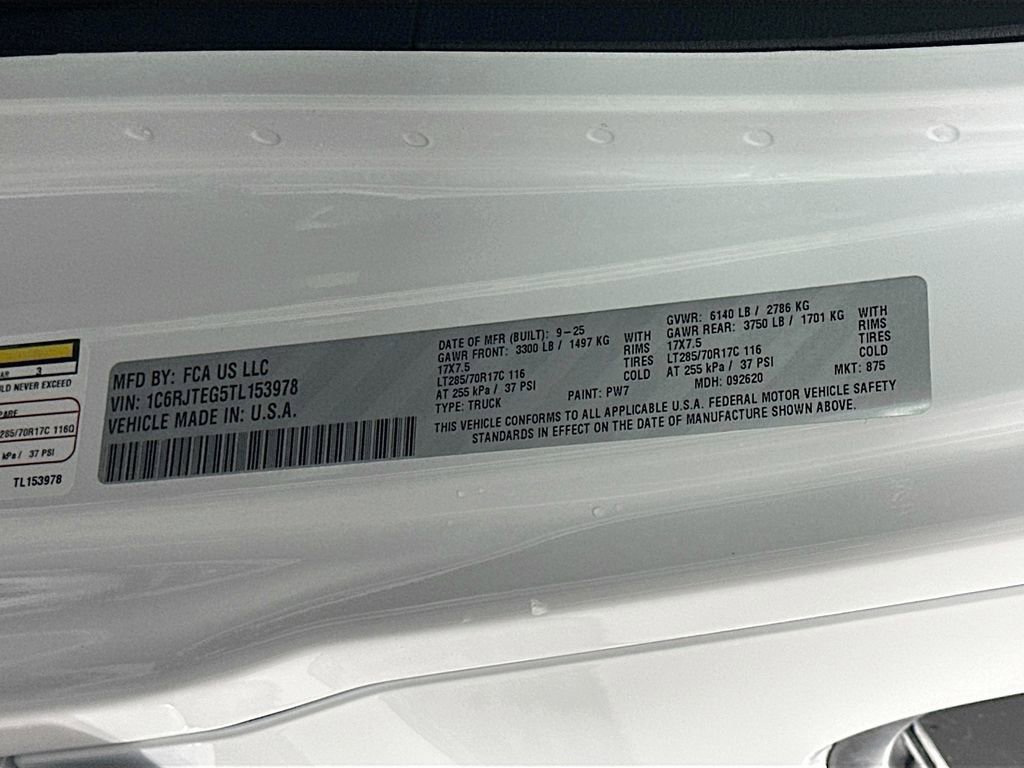 AR 3
LD NEVER EXCEED
ARE
285/70R17C 116Q
kPa / 37 PSI
TL153978
MFD BY: FCA US LLC
VIN: 1C6RJTEG5TL153978
VEHICLE MADE IN: U.S.A.
DATE OF MFR (BUILT): 9-25
GAWR FRONT: 3300 LB / 1497 KG WITH
17X7.5 RIMS
LT285/70R17C 116 TIRES
AT 255 kPa / 37 PSI COLD
TYPE: TRUCK PAINT: PW7
GVWR: 6140 LB / 2786 KG
GAWR REAR: 3750 LB / 1701 KG WITH
17X7.5 RIMS
LT285/70R17C 116 TIRES
AT 255 kPa / 37 PSI COLD
MDH: 092620 MKT: 875
THIS VEHICLE CONFORMS TO ALL APPLICABLE U.S.A. FEDERAL MOTOR VEHICLE SAFETY
STANDARDS IN EFFECT ON THE DATE OF MANUFACTURE SHOWN ABOVE.